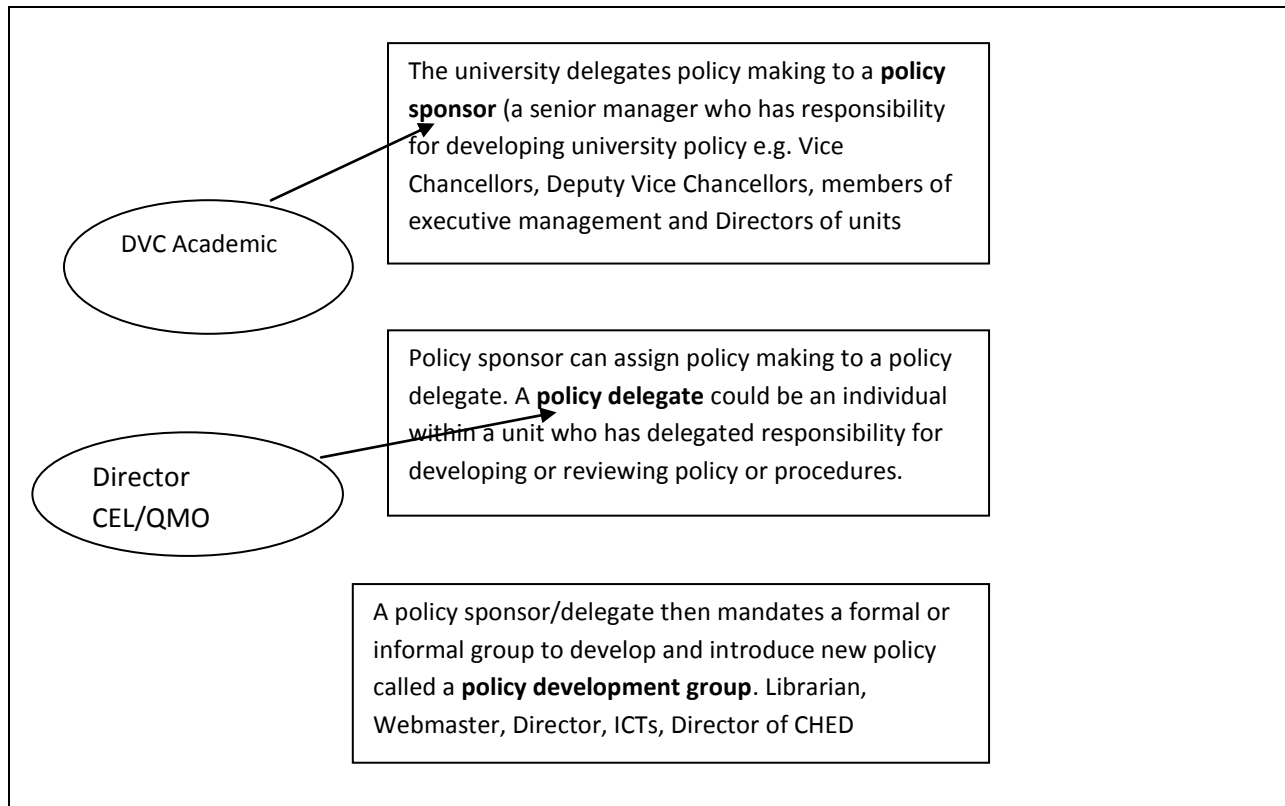 The university delegates policy making to a policy
sponsor (a senior manager who has responsibility
for developing university policy e.g. Vice
Chancellors, Deputy Vice Chancellors, members of
executive management and Directors of units
DVC Academic
Policy sponsor can assign policy making to a policy
delegate. A policy delegate could be an individual
within a unit who has delegated responsibility for
developing or reviewing policy or procedures.
Director
CEL/QMO
A policy sponsor/delegate then mandates a formal or
informal group to develop and introduce new policy
called a policy development group. Librarian,
Webmaster, Director, ICTs, Director of CHED